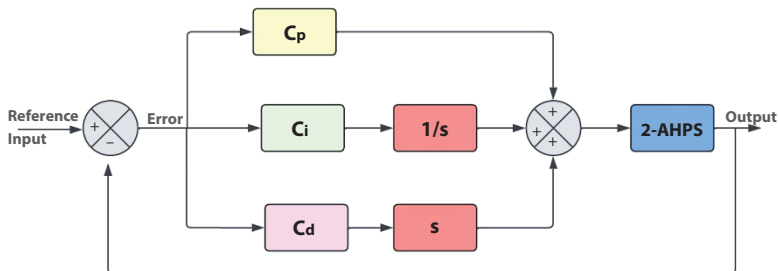 Cp
Reference
Input
+
−
Error
Ci
1/s
+
+
+
2-AHPS
Output
Cd
s